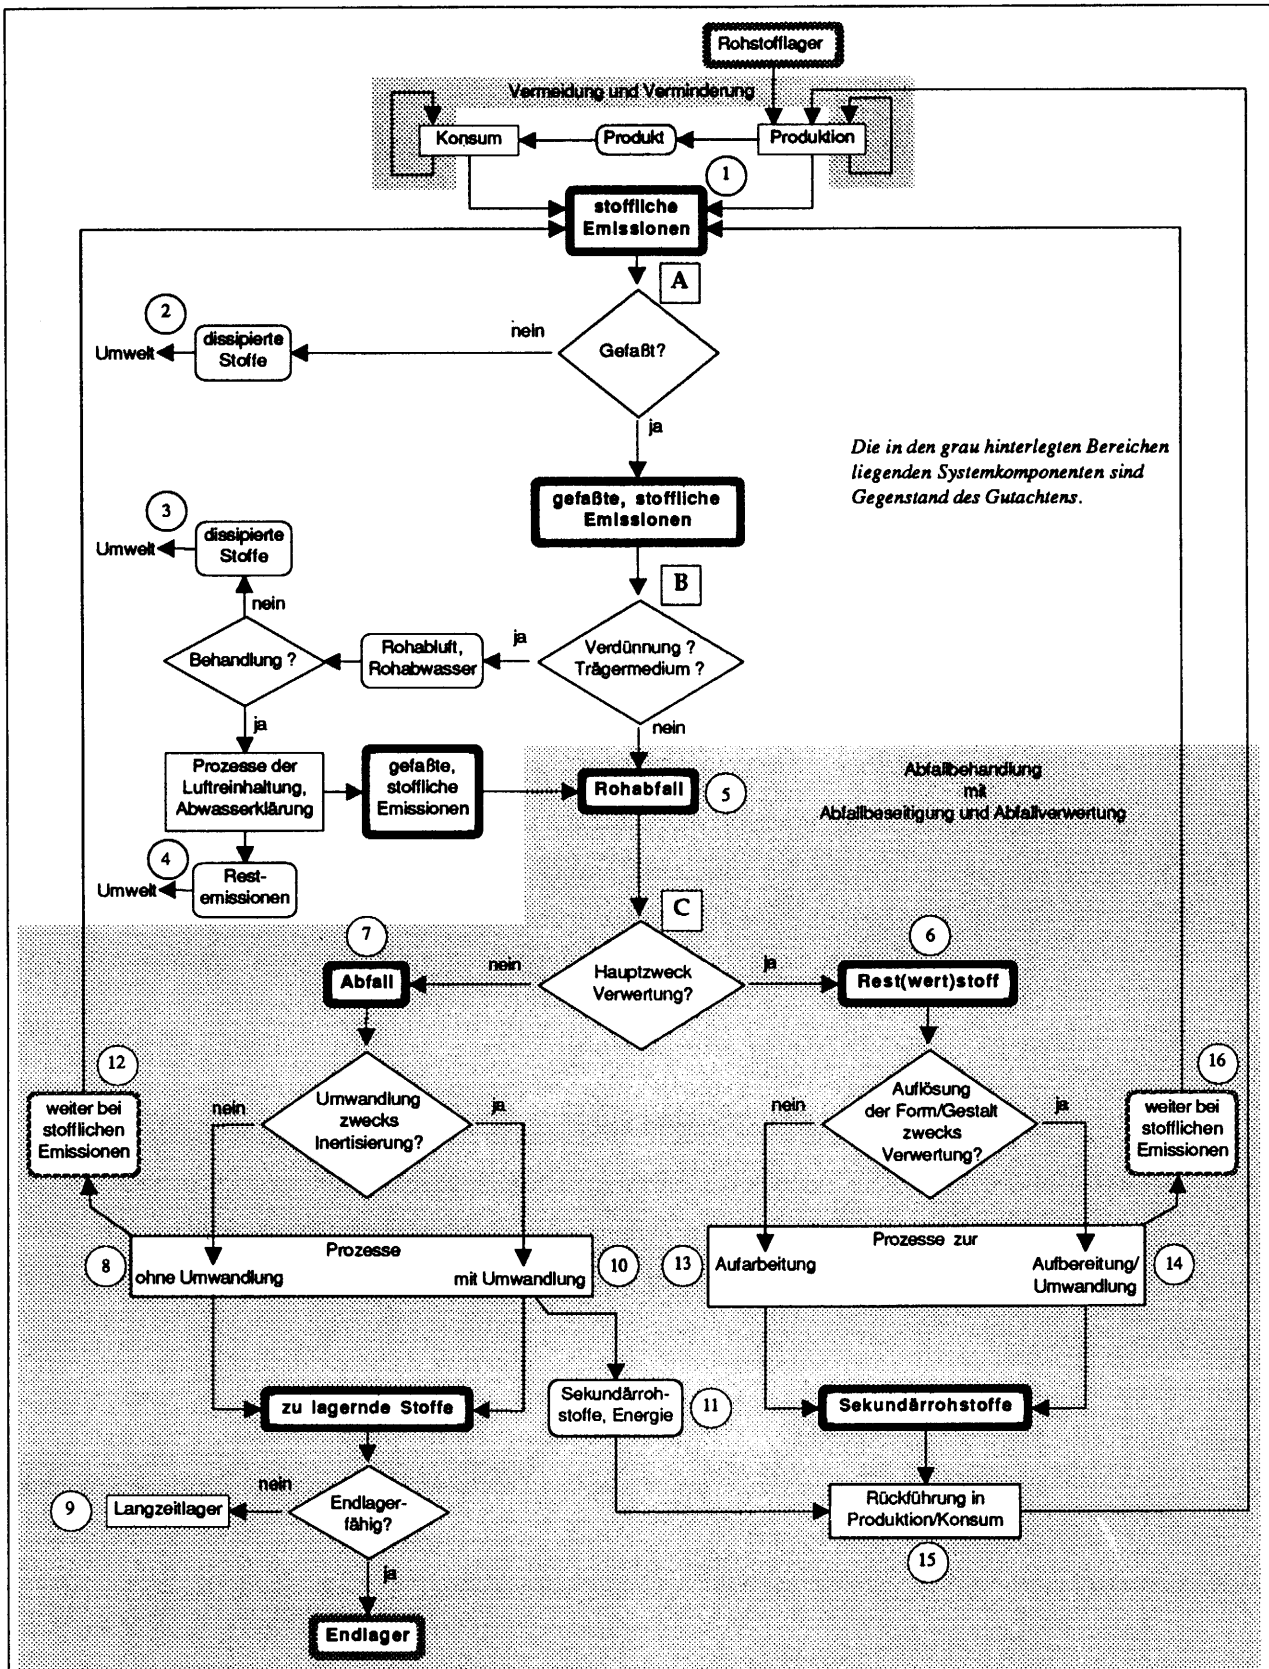 Rohstofflager
Vermeidung und Verminderung
Konsum
Produkt
Produktion
1
stoffliche
Emissionen
A
2
nein
Umwelt
dissipierte
Stoffe
Gefaßt?
ja
Die in den grau hinterlegten Bereichen
liegenden Systemkomponenten sind
Gegenstand des Gutachtens.
gefaßte, stoffliche
Emissionen
3
Umwelt
dissipierte
Stoffe
B
nein
Behandlung ?
Rohabluft,
Rohabwasser
ja
Verdünnung ?
Trägermedium ?
ja
nein
Prozesse der
Luftreinhaltung,
Abwasserklärung
gefaßte,
stoffliche
Emissionen
Rohabfall
5
Abfallbehandlung
mit
Abfallbeseitigung und Abfallverwertung
4
Umwelt
Rest-
emissionen
C
7
6
Abfall
nein
Hauptzweck
Verwertung?
ja
Rest(wert)stoff
12
16
weiter bei
stofflichen
Emissionen
nein
Umwandlung
zwecks
Inertisierung?
ja
nein
Auflösung
der Form/Gestalt
zwecks
Verwertung?
ja
weiter bei
stofflichen
Emissionen
8
Prozesse
ohne Umwandlung
mit Umwandlung
10
13
Prozesse zur
Aufarbeitung
Aufbereitung/
Umwandlung
14
zu lagernde Stoffe
Sekundärroh-
stoffe, Energie
11
Sekundärrohstoffe
9
Langzeitlager
nein
Endlager-
fähig?
Rückführung in
Produktion/Konsum
15
ja
Endlager